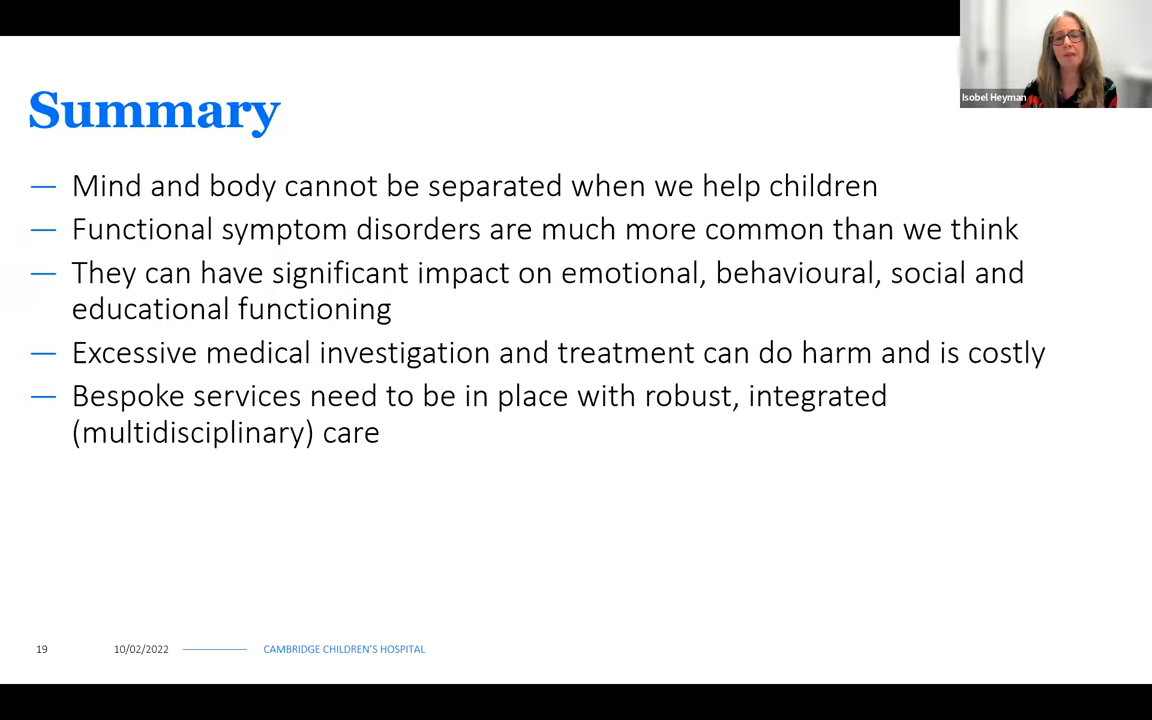 Isobel Heyman
Summary
— Mind and body cannot be separated when we help children
— Functional symptom disorders are much more common than we think
— They can have significant impact on emotional, behavioural, social and
educational functioning
— Excessive medical investigation and treatment can do harm and is costly
— Bespoke services need to be in place with robust, integrated
(multidisciplinary) care
19 10/02/2022 CAMBRIDGE CHILDREN'S HOSPITAL